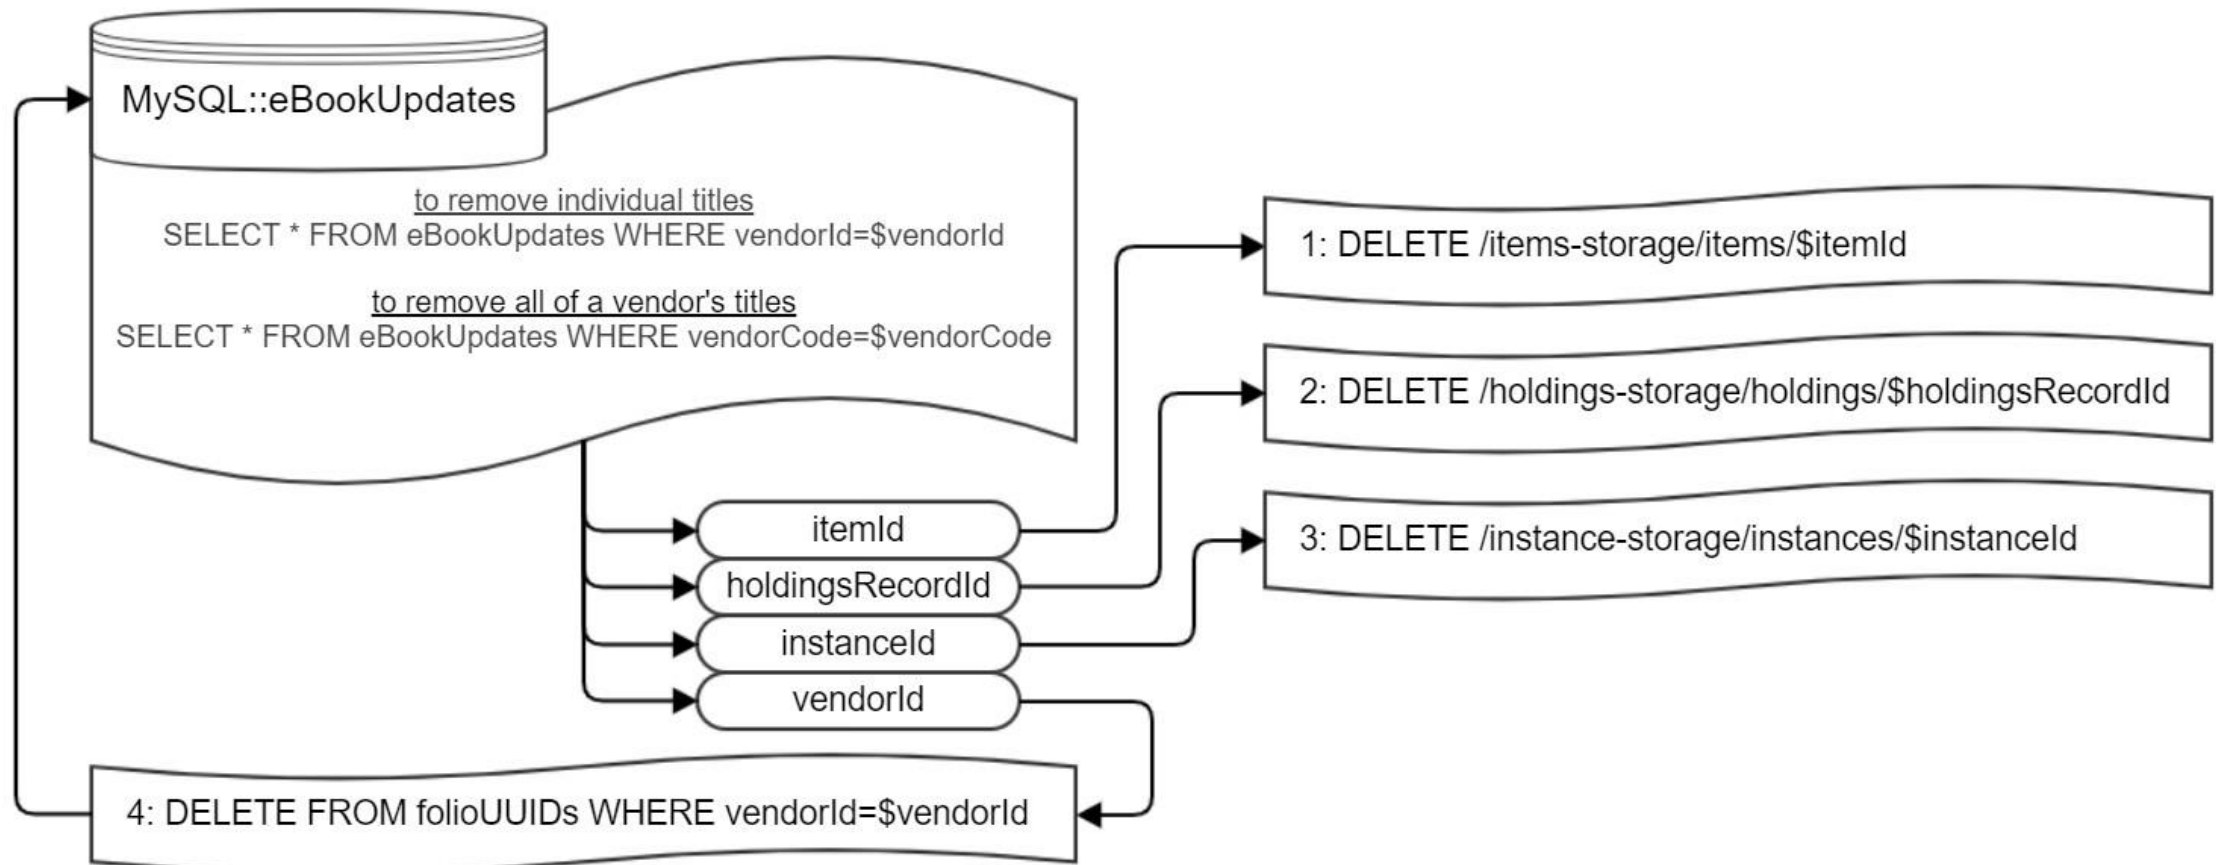 MySQL::eBookUpdates
to remove individual titles
SELECT * FROM eBookUpdates WHERE vendorId=$vendorId
to remove all of a vendor's titles
SELECT * FROM eBookUpdates WHERE vendorCode=$vendorCode
1: DELETE /items-storage/items/$itemId
2: DELETE /holdings-storage/holdings/$holdingsRecordId
3: DELETE /instance-storage/instances/$instanceId
itemId
holdingsRecordId
instanceId
vendorId
4: DELETE FROM folioUUIDs WHERE vendorId=$vendorId